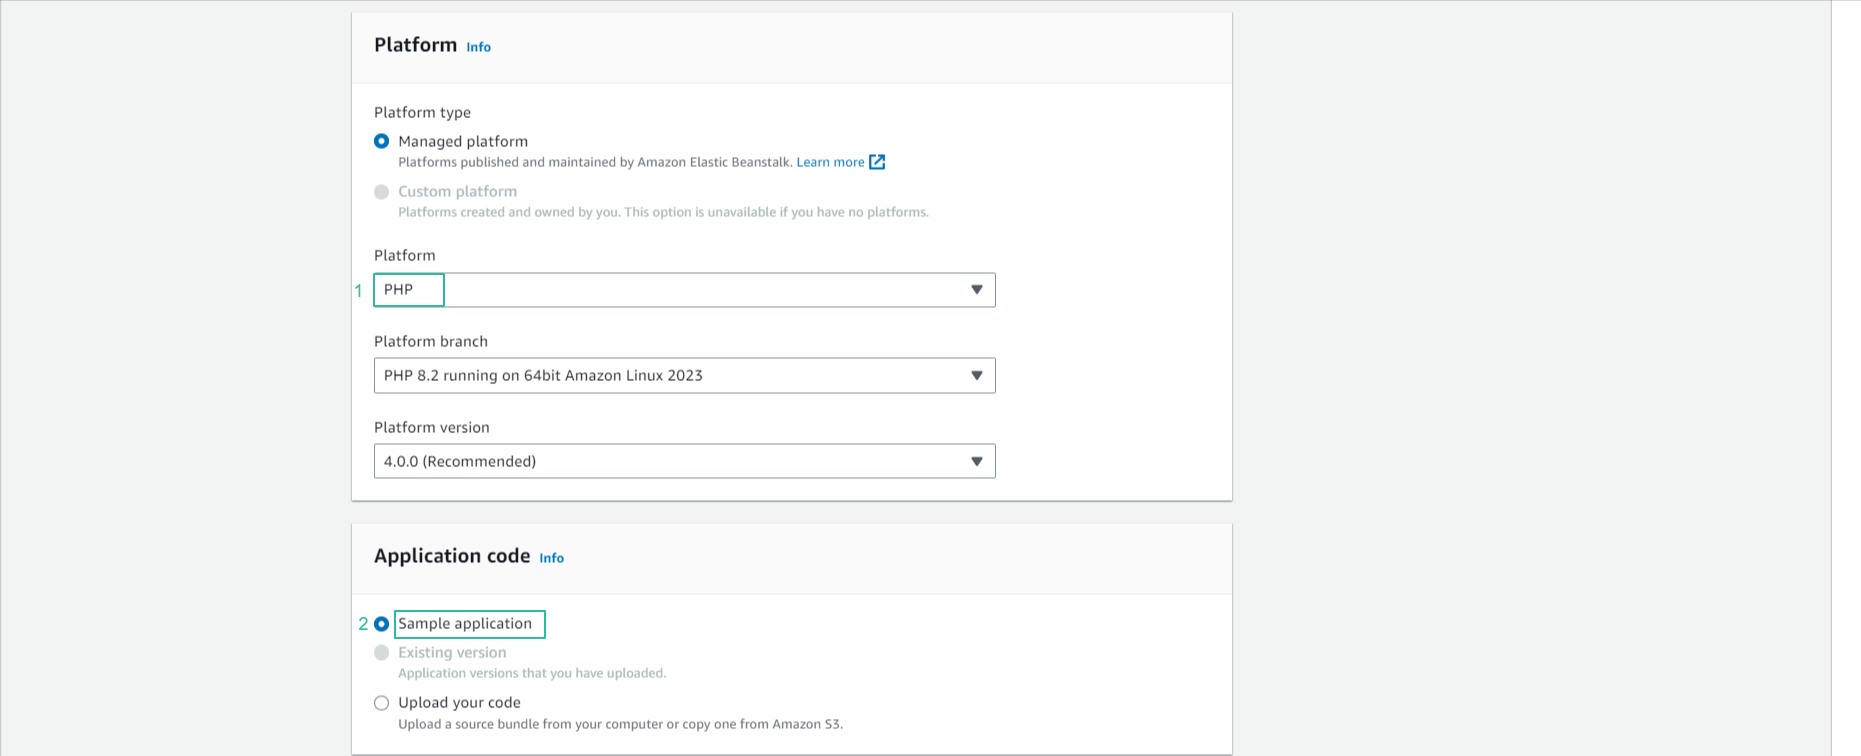 Platform Info
Platform type
Managed platform
Platforms published and maintained by Amazon Elastic Beanstalk. Learn more
Custom platform
Platforms created and owned by you. This option is unavailable if you have no platforms.
Platform
1 PHP
Platform branch
PHP 8.2 running on 64bit Amazon Linux 2023
Platform version
4.0.0 (Recommended)
Application code Info
2 Sample application
Existing version
Application versions that you have uploaded.
Upload your code
Upload a source bundle from your computer or copy one from Amazon S3.